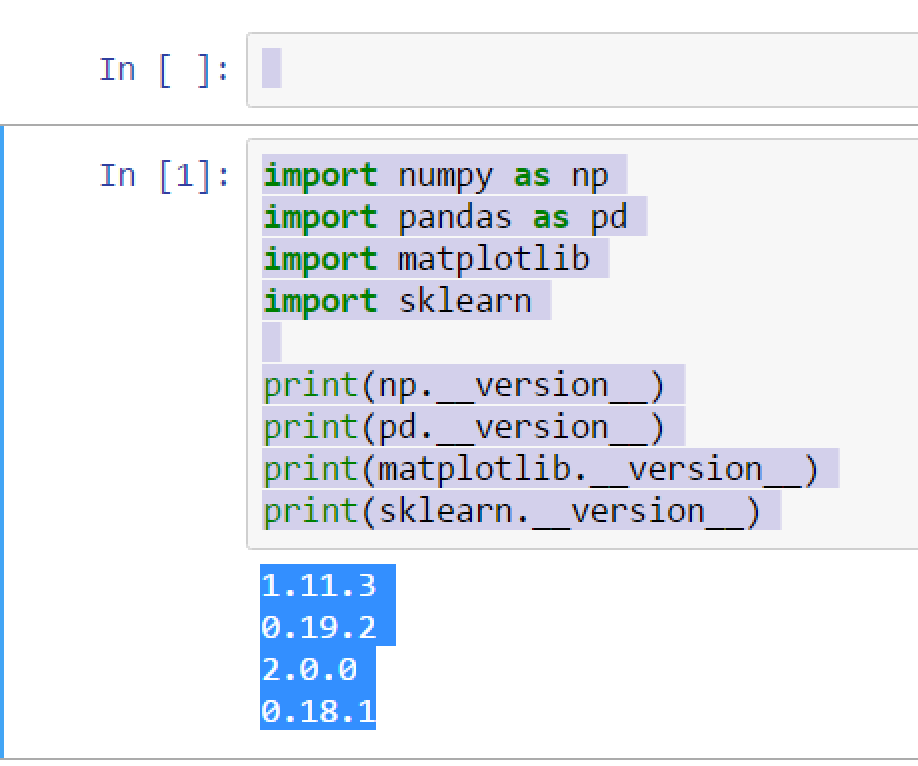 In [ ]:
In [1]:
import numpy as np
import pandas as pd
import matplotlib
import sklearn
print(np.__version__)
print(pd.__version__)
print(matplotlib.__version__)
print(sklearn.__version__)
1.11.3
0.19.2
2.0.0
0.18.1